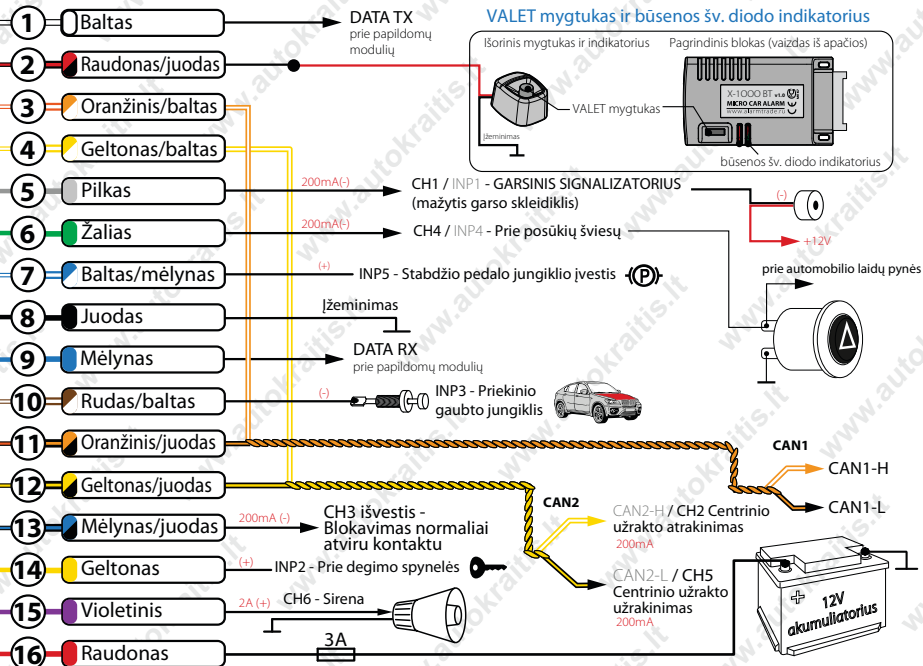 1 Baltas
DATA TX
prie papildomų
modulių
2 Raudonas/juodas
3 Oranžinis/baltas
4 Geltonas/baltas
5 Pilkas
200mA(-)
CH1 / INP1 - GARSINIS SIGNALIZATORIUS
(mažytis garso skleidiklis)
(-)
+12V
6 Žalias
200mA(-)
CH4 / INP4 - Prie posūkių šviesų
7 Baltas/mėlynas
(+)
INP5 - Stabdžio pedalo jungiklio įvestis
(P)
prie automobilio laidų pynės
8 Juodas
Įžeminimas
9 Mėlynas
DATA RX
prie papildomų modulių
10 Rudas/baltas
(-)
INP3 - Priekinio
gaubto jungiklis
11 Oranžinis/juodas
CAN1
CAN1-H
CAN1-L
12 Geltonas/juodas
CAN2
CAN2-H / CH2 Centrinio
užrakto atrakinimas
200mA
CAN2-L / CH5
Centrinio užrakto
užrakinimas
200mA
13 Mėlynas/juodas
200mA (-)
CH3 išvestis -
Blokavimas normaliai
atviru kontaktu
14 Geltonas
(+)
INP2 - Prie degimo spynelės
15 Violetinis
2A (+)
CH6 - Sirena
16 Raudonas
3A
+ -
12V
akumuliatorius
VALET mygtukas ir būsenos šv. diodo indikatorius
Išorinis mygtukas ir indikatorius
Pagrindinis blokas (vaizdas iš apačios)
VALET mygtukas
Įžeminimas
X-1000 BT v1.0
MICRO CAR ALARM
www.alarmtrade.ru
būsenos šv. diodo indikatorius
www.autokraitis.lt